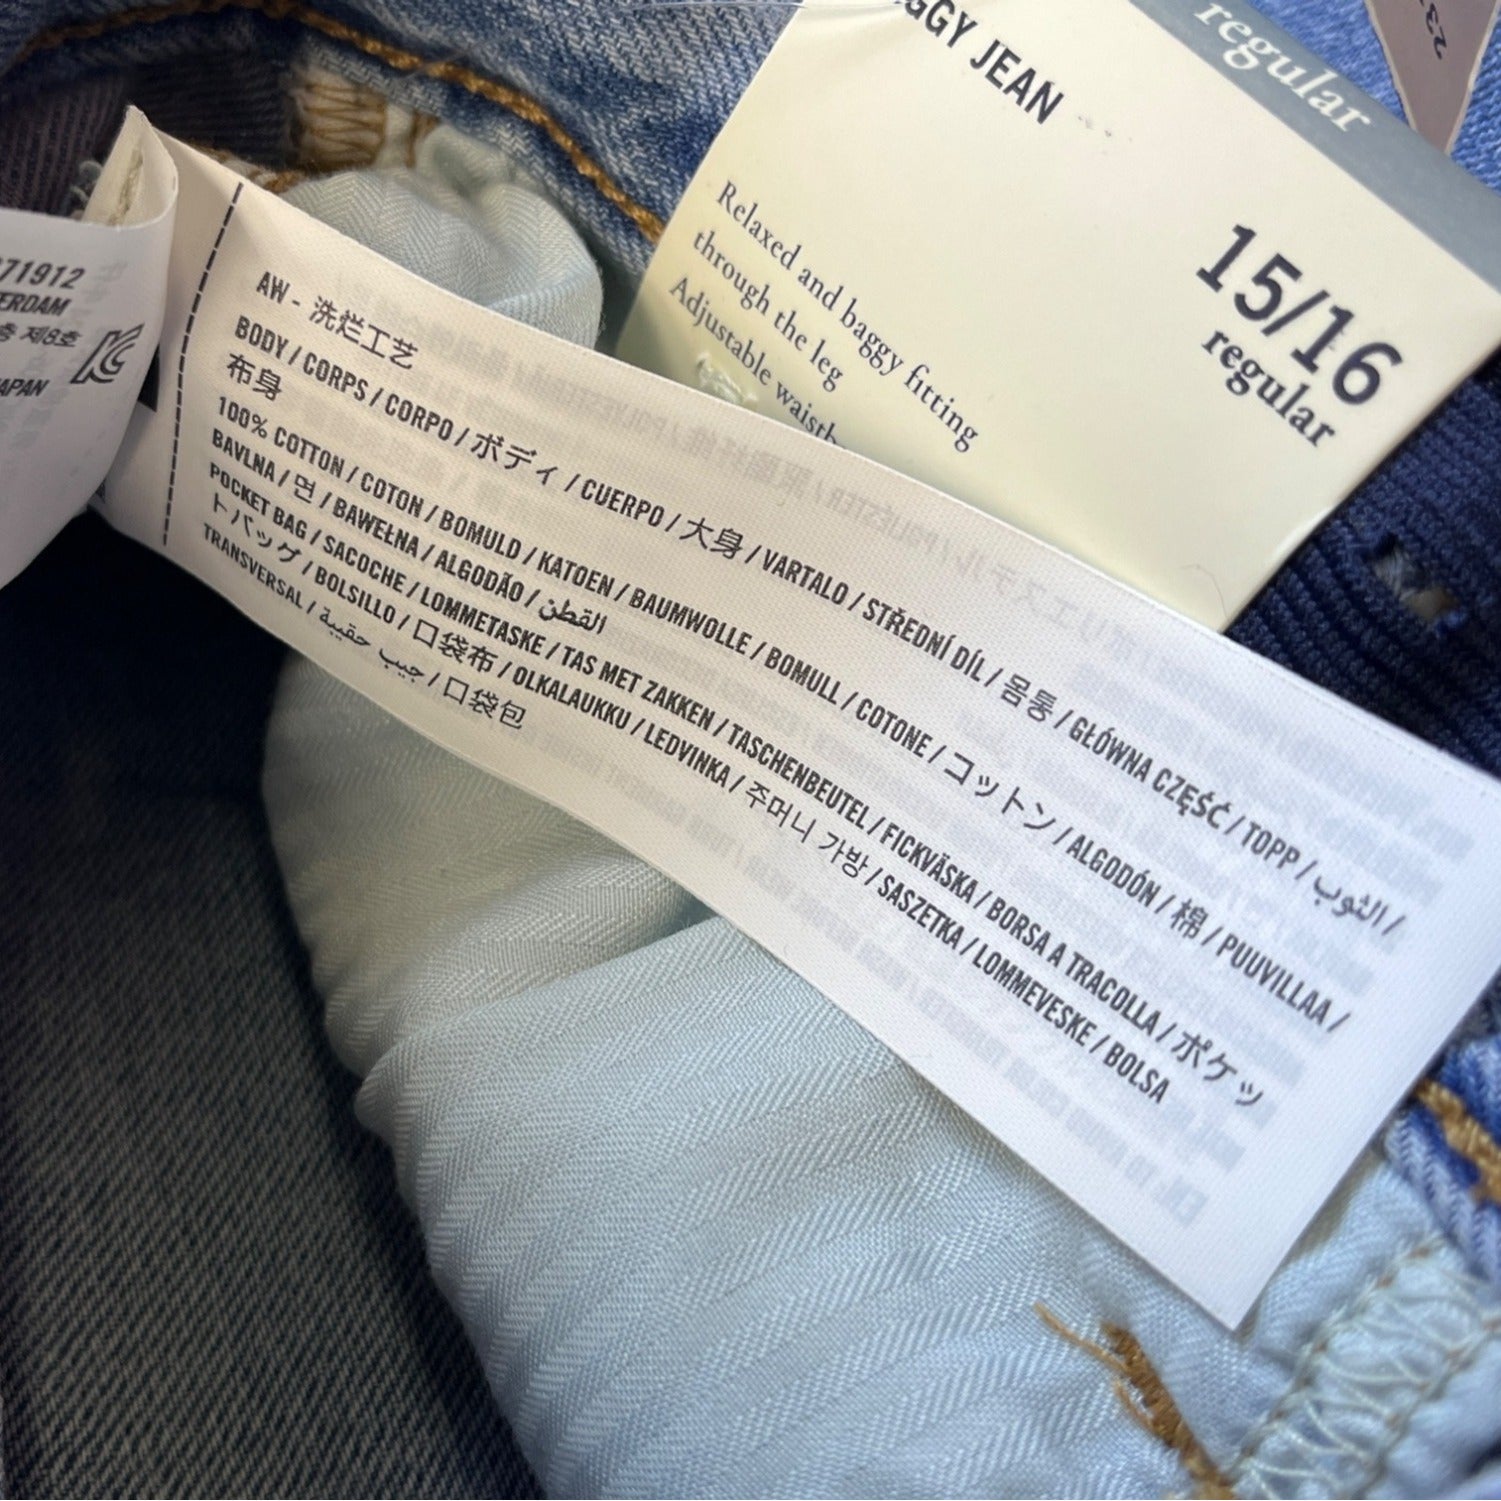 GGY JEAN
regular
23
15/16
regular
Relaxed and baggy fitting
through the leg
Adjustable
71912
ERDAM
제8호
JAPAN
AW - 洗烂工艺
BODY / CORPS / CORPO / ボディ / CUERPO / 大身 / VARTALO / STŘEDNÍ DÍL / 몸통 / GŁÓWNA CZĘŚĆ / TOPP / الثوب /
布身
100% COTTON / COTON / BOMULD / KATOEN / BAUMWOLLE / BOMULL / COTONE / コットン / ALGODÓN / 棉 / PUUVILLAA /
BAVLNA / 면 / BAWEŁNA / ALGODÃO / القطن
POCKET BAG / SACOCHE / LOMMETASKE / TAS MET ZAKKEN / TASCHENBEUTEL / FICKVÄSKA / BORSA A TRACOLLA / ポケッ
トバッグ / BOLSILLO / 口袋布 / OLKALAUKKU / LEDVINKA / 주머니 가방 / SASZETKA / LOMMEVESKE / BOLSA
TRANSVERSAL / جيب حقيبة / 口袋包